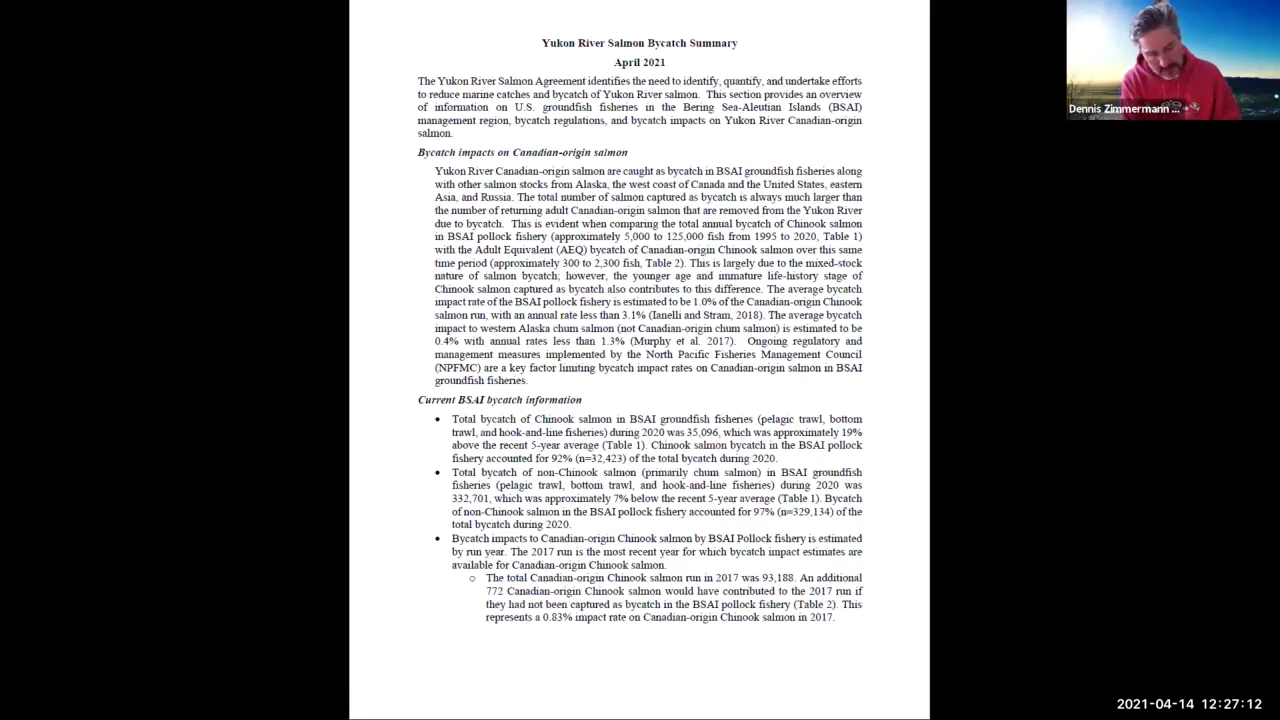 Yukon River Salmon Bycatch Summary
April 2021
The Yukon River Salmon Agreement identifies the need to identify, quantify, and undertake efforts
to reduce marine catches and bycatch of Yukon River salmon. This section provides an overview
of information on U.S. groundfish fisheries in the Bering Sea-Aleutian Islands (BSAI)
management region, bycatch regulations, and bycatch impacts on Yukon River Canadian-origin
salmon.
Bycatch impacts on Canadian-origin salmon
Yukon River Canadian-origin salmon are caught as bycatch in BSAI groundfish fisheries along
with other salmon stocks from Alaska, the west coast of Canada and the United States, eastern
Asia, and Russia. The total number of salmon captured as bycatch is always much larger than
the number of returning adult Canadian-origin salmon that are removed from the Yukon River
due to bycatch. This is evident when comparing the total annual bycatch of Chinook salmon
in BSAI pollock fishery (approximately 5,000 to 125,000 fish from 1995 to 2020, Table 1)
with the Adult Equivalent (AEQ) bycatch of Canadian-origin Chinook salmon over this same
time period (approximately 300 to 2,300 fish, Table 2). This is largely due to the mixed-stock
nature of salmon bycatch; however, the younger age and immature life-history stage of
Chinook salmon captured as bycatch also contributes to this difference. The average bycatch
impact rate of the BSAI pollock fishery is estimated to be 1.0% of the Canadian-origin Chinook
salmon run, with an annual rate less than 3.1% (Ianelli and Stram, 2018). The average bycatch
impact to western Alaska chum salmon (not Canadian-origin chum salmon) is estimated to be
0.4% with annual rates less than 1.3% (Murphy et al. 2017). Ongoing regulatory and
management measures implemented by the North Pacific Fisheries Management Council
(NPFMC) are a key factor limiting bycatch impact rates on Canadian-origin salmon in BSAI
groundfish fisheries.
Current BSAI bycatch information
• Total bycatch of Chinook salmon in BSAI groundfish fisheries (pelagic trawl, bottom
trawl, and hook-and-line fisheries) during 2020 was 35,096, which was approximately 19%
above the recent 5-year average (Table 1). Chinook salmon bycatch in the BSAI pollock
fishery accounted for 92% (n=32,423) of the total bycatch during 2020.
• Total bycatch of non-Chinook salmon (primarily chum salmon) in BSAI groundfish
fisheries (pelagic trawl, bottom trawl, and hook-and-line fisheries) during 2020 was
332,701, which was approximately 7% below the recent 5-year average (Table 1). Bycatch
of non-Chinook salmon in the BSAI pollock fishery accounted for 97% (n=329,134) of the
total bycatch during 2020.
• Bycatch impacts to Canadian-origin Chinook salmon by BSAI Pollock fishery is estimated
by run year. The 2017 run is the most recent year for which bycatch impact estimates are
available for Canadian-origin Chinook salmon.
○ The total Canadian-origin Chinook salmon run in 2017 was 93,188. An additional
772 Canadian-origin Chinook salmon would have contributed to the 2017 run if
they had not been captured as bycatch in the BSAI pollock fishery (Table 2). This
represents a 0.83% impact rate on Canadian-origin Chinook salmon in 2017.
Dennis Zimmermann ...
2021-04-14 12:27:12